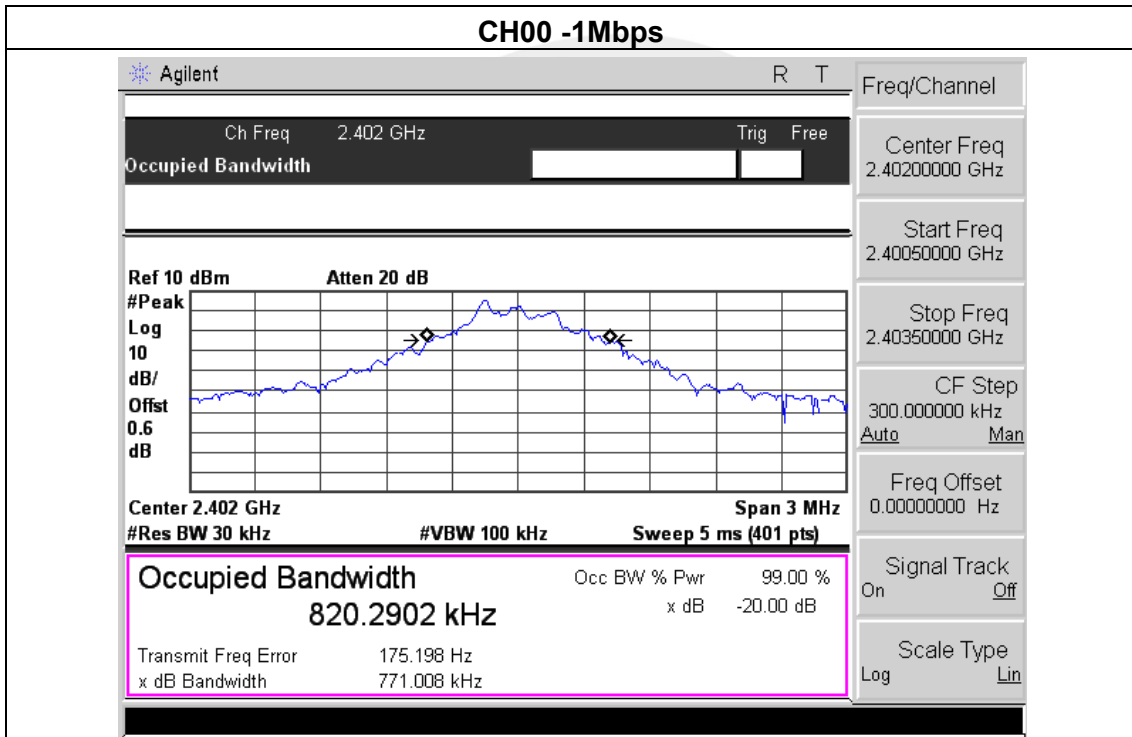 CH00 -1Mbps
Agilent R T
Ch Freq 2.402 GHz Trig Free
Occupied Bandwidth
Ref 10 dBm Atten 20 dB
#Peak
Log
10
dB/
Offst
0.6
dB
Center 2.402 GHz Span 3 MHz
#Res BW 30 kHz #VBW 100 kHz Sweep 5 ms (401 pts)
Occupied Bandwidth
820.2902 kHz
Occ BW % Pwr 99.00 %
x dB -20.00 dB
Transmit Freq Error 175.198 Hz
x dB Bandwidth 771.008 kHz
Freq/Channel
Center Freq
2.40200000 GHz
Start Freq
2.40050000 GHz
Stop Freq
2.40350000 GHz
CF Step
300.000000 kHz
Auto Man
Freq Offset
0.00000000 Hz
Signal Track
On Off
Scale Type
Log Lin